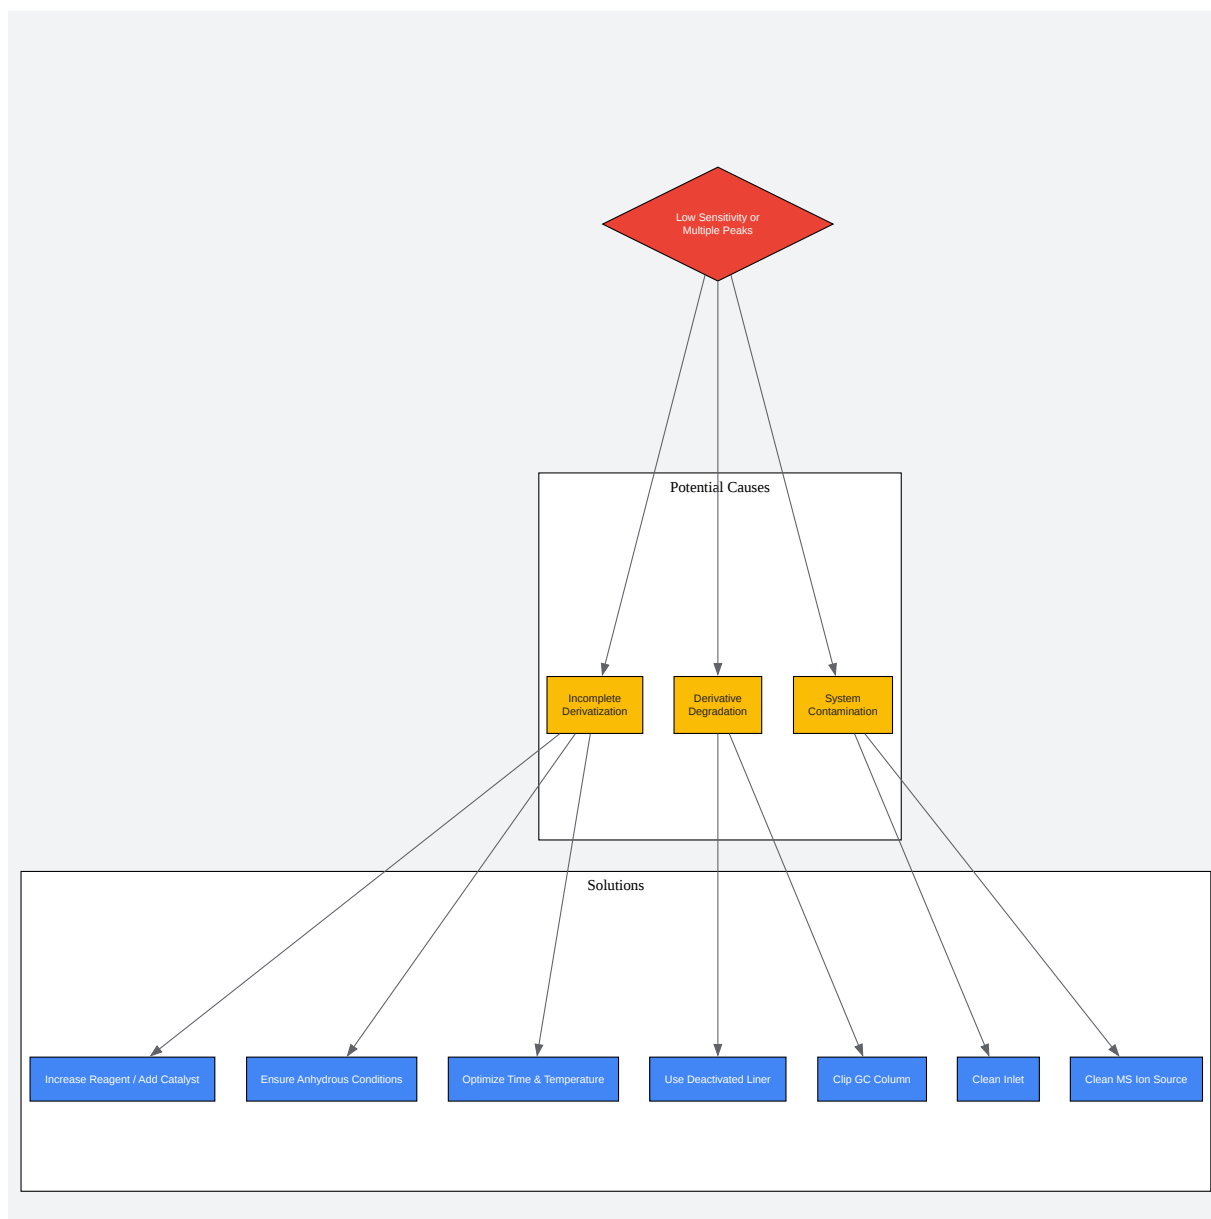 Low Sensitivity or
Multiple Peaks
Potential Causes
Incomplete
Derivatization
Derivative
Degradation
System
Contamination
Solutions
Increase Reagent / Add Catalyst
Ensure Anhydrous Conditions
Optimize Time & Temperature
Use Deactivated Liner
Clip GC Column
Clean Inlet
Clean MS Ion Source